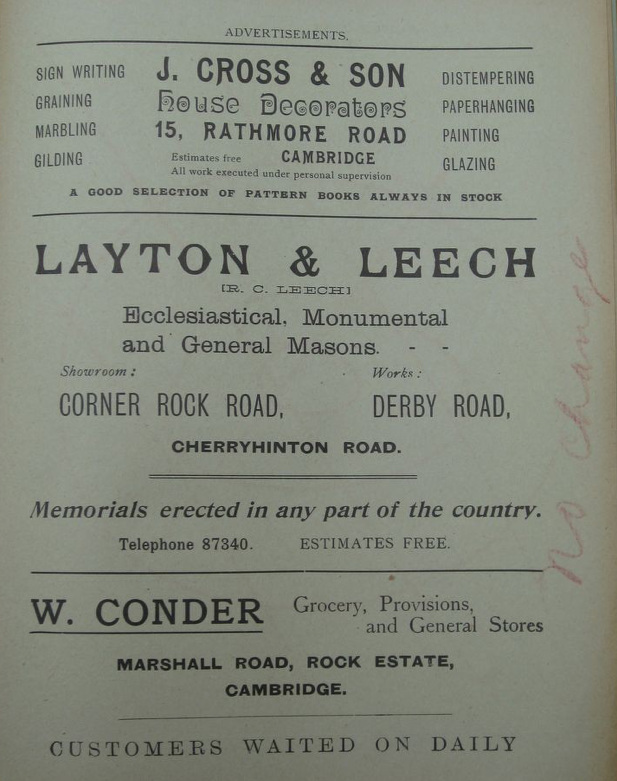 ADVERTISEMENTS.
SIGN WRITING
GRAINING
MARBLING
GILDING
J. CROSS & SON
House Decorators
15, RATHMORE ROAD
Estimates free CAMBRIDGE
All work executed under personal supervision
DISTEMPERING
PAPERHANGING
PAINTING
GLAZING
A GOOD SELECTION OF PATTERN BOOKS ALWAYS IN STOCK
LAYTON & LEECH
[R. C. LEECH]
Ecclesiastical, Monumental
and General Masons. - -
Showroom : Works :
CORNER ROCK ROAD, DERBY ROAD,
CHERRYHINTON ROAD.
Memorials erected in any part of the country.
Telephone 87340. ESTIMATES FREE.
W. CONDER
Grocery, Provisions,
and General Stores
MARSHALL ROAD, ROCK ESTATE,
CAMBRIDGE.
CUSTOMERS WAITED ON DAILY
No change